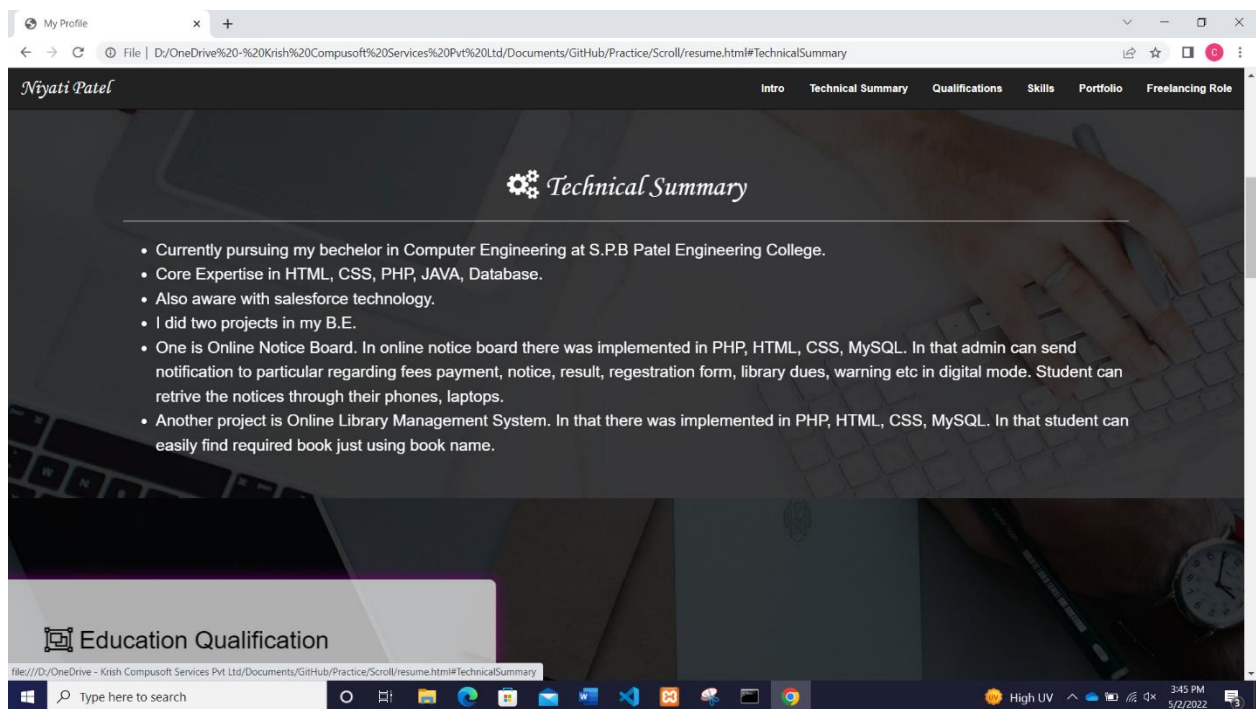 My Profile
File | D:/OneDrive%20-%20Krish%20Compusoft%20Services%20Pvt%20Ltd/Documents/GitHub/Practice/Scroll/resume.html#TechnicalSummary
C
Niyati Patel
Intro Technical Summary Qualifications Skills Portfolio Freelancing Role
Technical Summary
• Currently pursuing my bechelor in Computer Engineering at S.P.B Patel Engineering College.
• Core Expertise in HTML, CSS, PHP, JAVA, Database.
• Also aware with salesforce technology.
• I did two projects in my B.E.
• One is Online Notice Board. In online notice board there was implemented in PHP, HTML, CSS, MySQL. In that admin can send
notification to particular regarding fees payment, notice, result, regestration form, library dues, warning etc in digital mode. Student can
retrive the notices through their phones, laptops.
• Another project is Online Library Management System. In that there was implemented in PHP, HTML, CSS, MySQL. In that student can
easily find required book just using book name.
Education Qualification
file:///D:/OneDrive - Krish Compusoft Services Pvt Ltd/Documents/GitHub/Practice/Scroll/resume.html#TechnicalSummary
Type here to search
UV
High UV
3:45 PM
5/2/2022
3